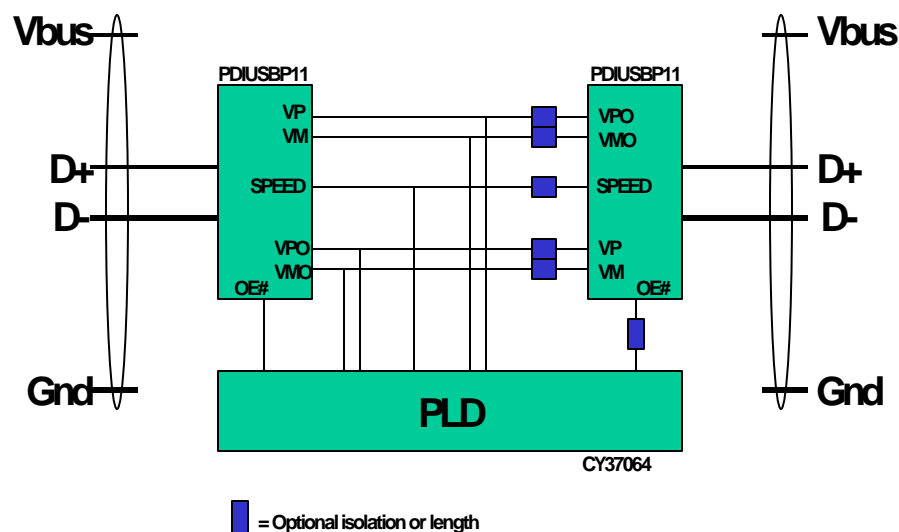 Vbus
Vbus
PDIUSBP11
PDIUSBP11
VP
VPO
VM
VMO
D+
D+
SPEED
SPEED
D-
D-
VPO
VP
VMO
VM
OE#
OE#
Gnd
Gnd
PLD
CY37064
= Optional isolation or length